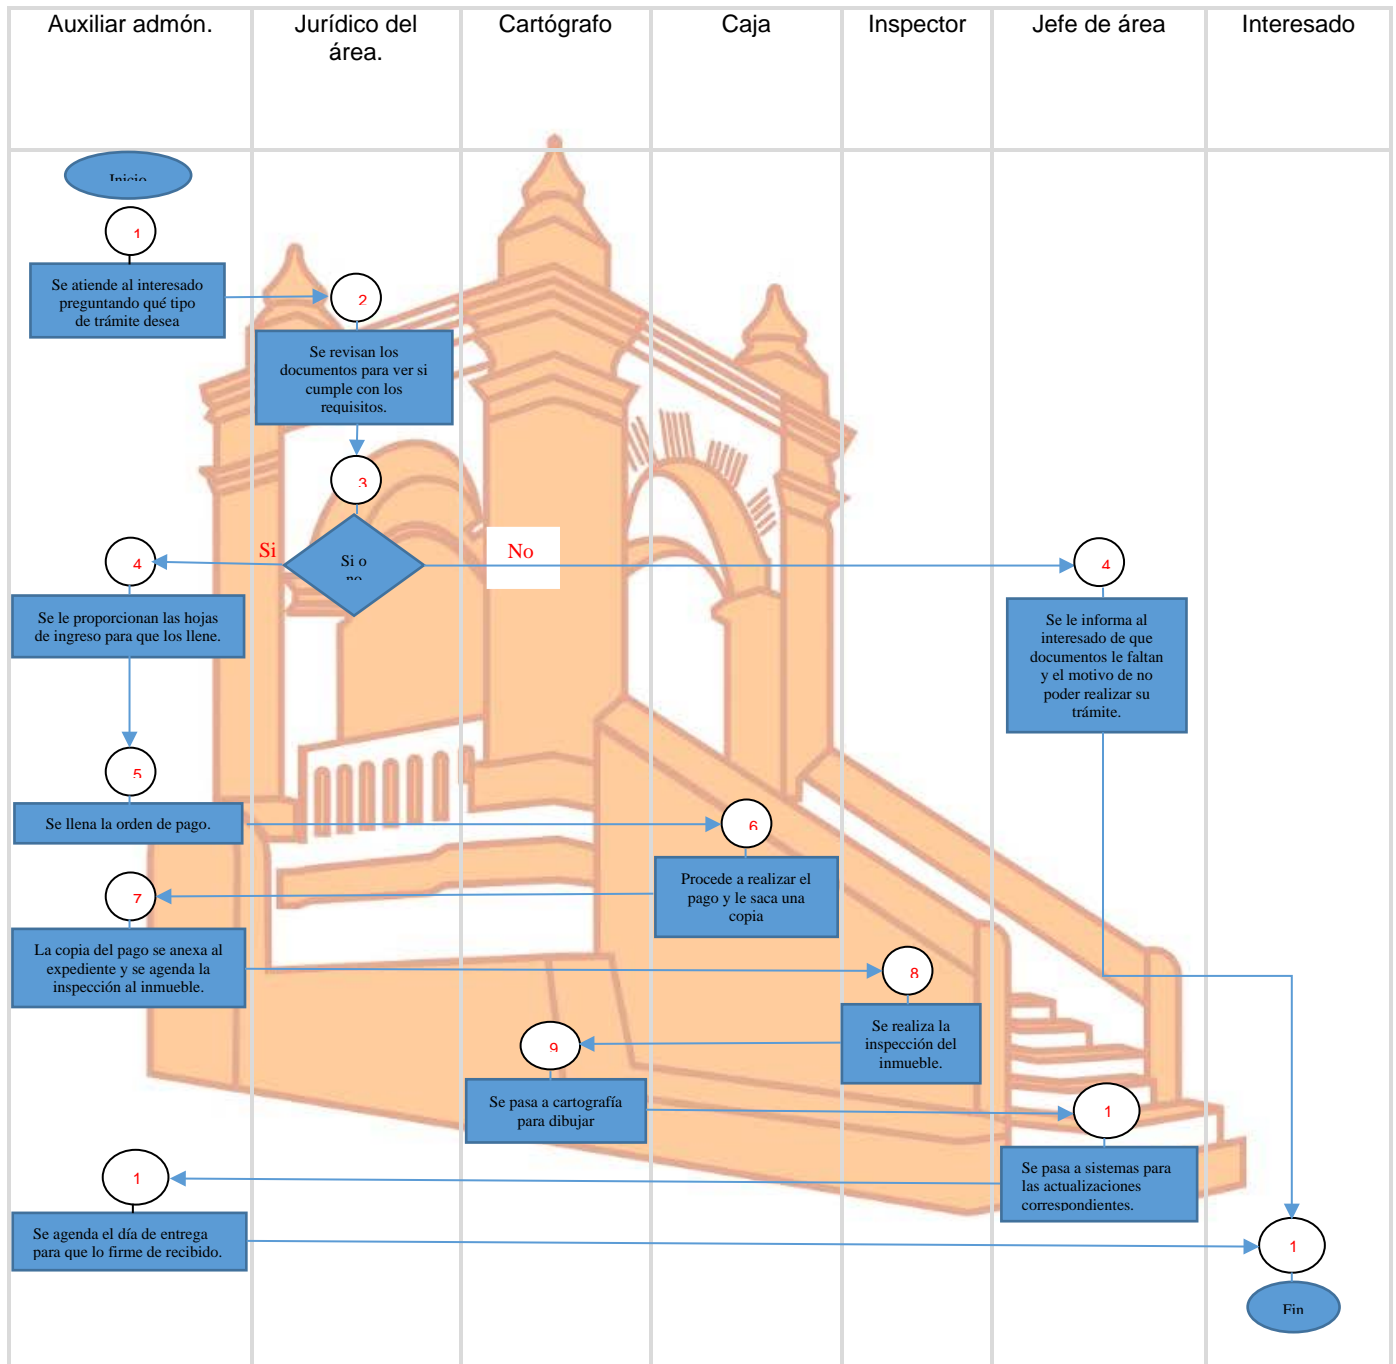 Auxiliar admón.
Jurídico del
área.
Cartógrafo
Caja
Inspector
Jefe de área
Interesado
Inicio
1
Se atiende al interesado
preguntando qué tipo
de trámite desea
2
Se revisan los
documentos para ver si
cumple con los
requisitos.
3
Si
Si o
no
No
4
Se le proporcionan las hojas
de ingreso para que los llene.
4
Se le informa al
interesado de que
documentos le faltan
y el motivo de no
poder realizar su
trámite.
5
Se llena la orden de pago.
6
Procede a realizar el
pago y le saca una
copia
7
La copia del pago se anexa al
expediente y se agenda la
inspección al inmueble.
8
Se realiza la
inspección del
inmueble.
9
Se pasa a cartografía
para dibujar
1
Se pasa a sistemas para
las actualizaciones
correspondientes.
1
Se agenda el día de entrega
para que lo firme de recibido.
1
Fin